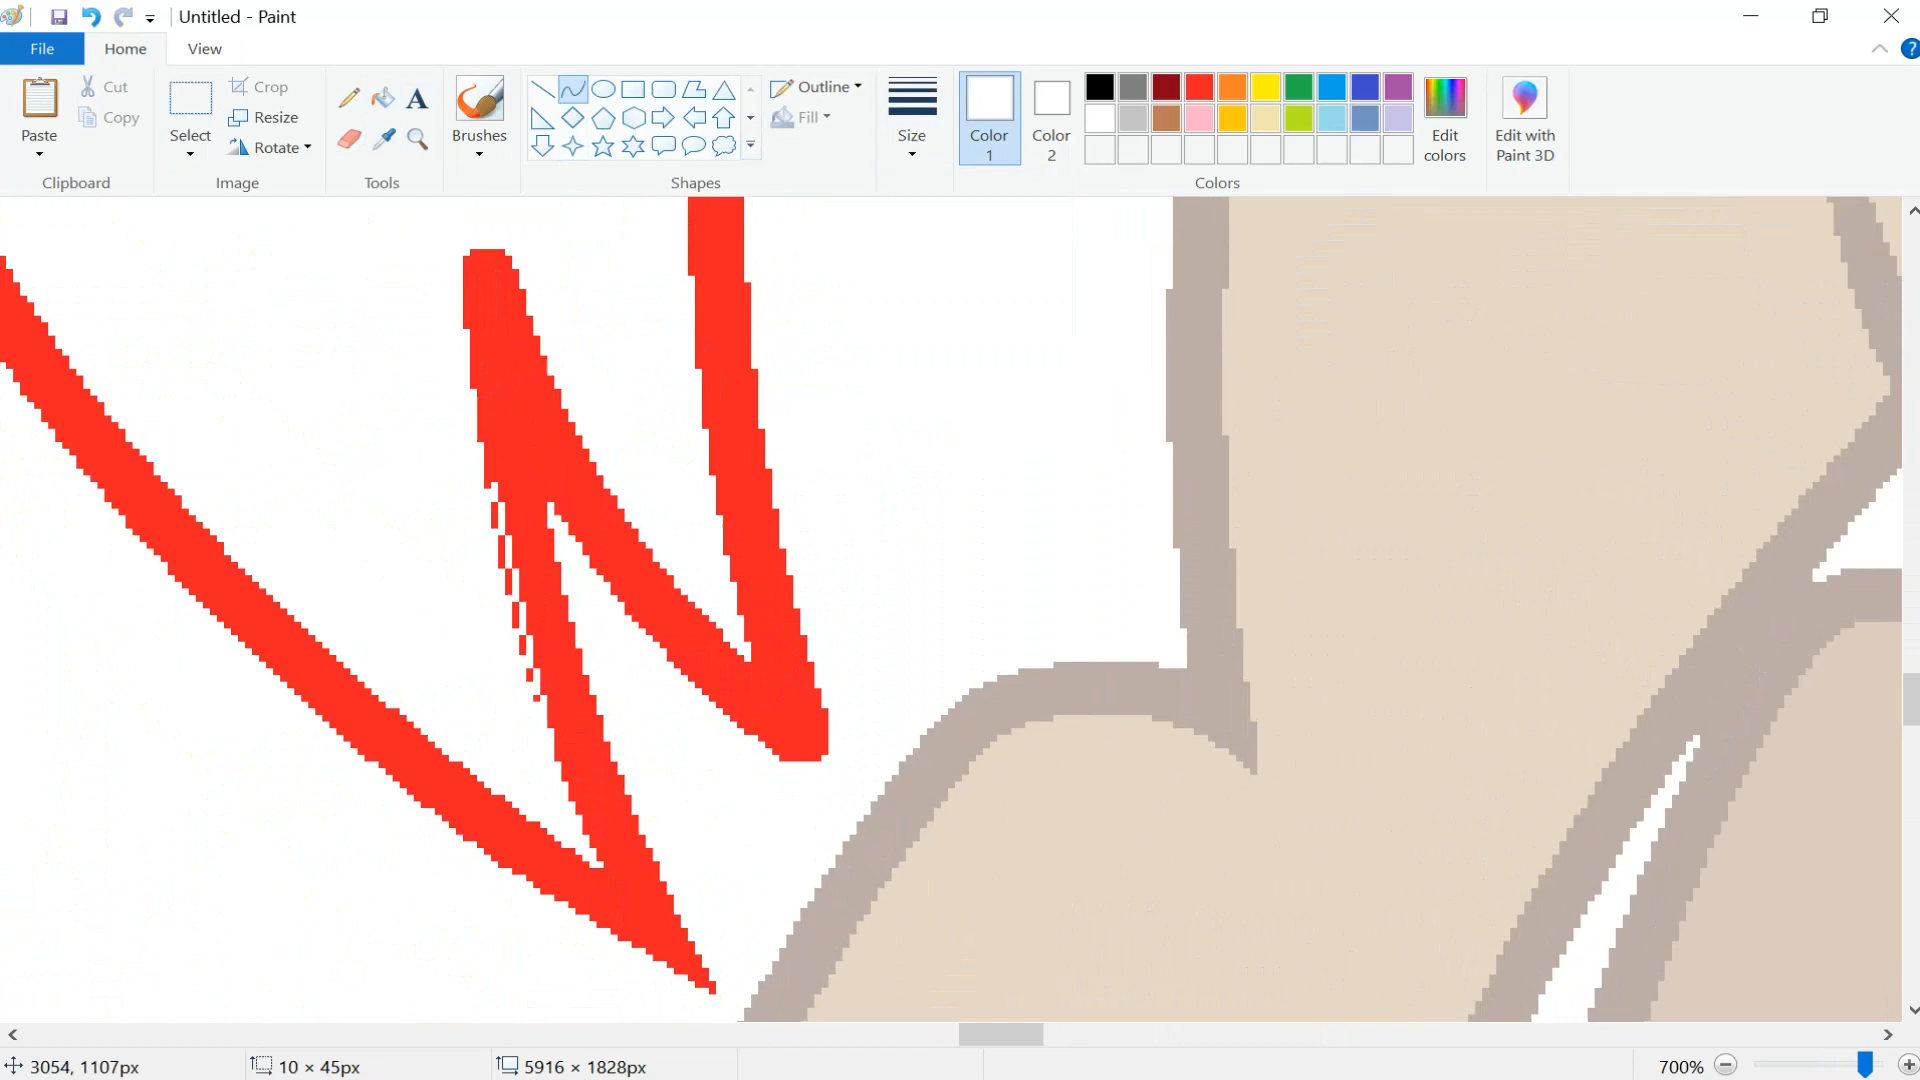 Untitled - Paint
File Home View
Paste
Cut
Copy
Clipboard
Select
Crop
Resize
Rotate
Image
A
Tools
Brushes
Shapes
Outline
Fill
Size
Color
1
Color
2
Edit
colors
Colors
Edit with
Paint 3D
?
3054, 1107px 10 × 45px 5916 × 1828px 700%